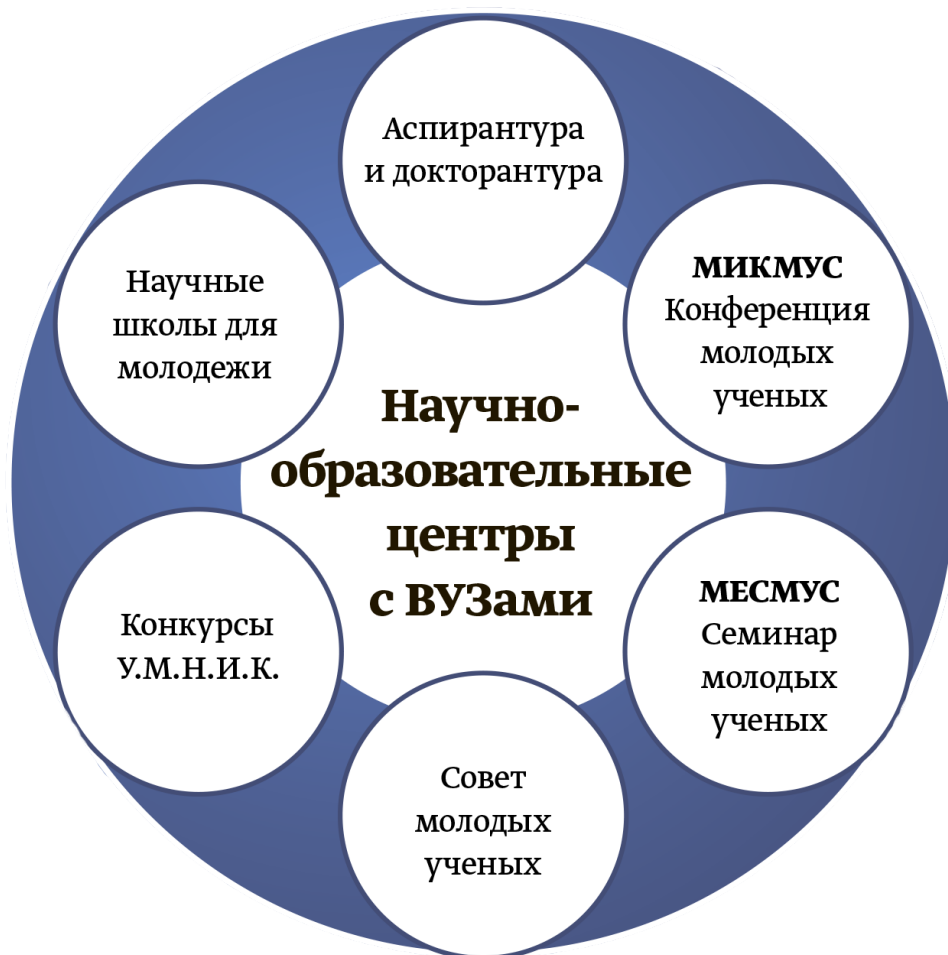 Аспирантура
и докторантура
МИКМУС
Конференция
молодых
ученых
МЕСМУС
Семинар
молодых
ученых
Совет
молодых
ученых
Конкурсы
У.М.Н.И.К.
Научные
школы для
молодежи
Научно-
образовательные
центры
с ВУЗами